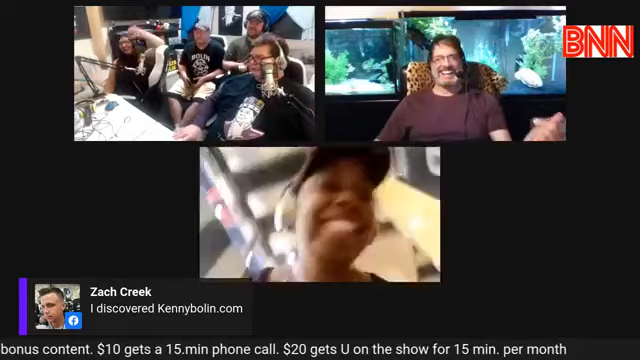 BNN
Zach Creek
I discovered Kennybolin.com
bonus content. $10 gets a 15.min phone call. $20 gets U on the show for 15 min. per month